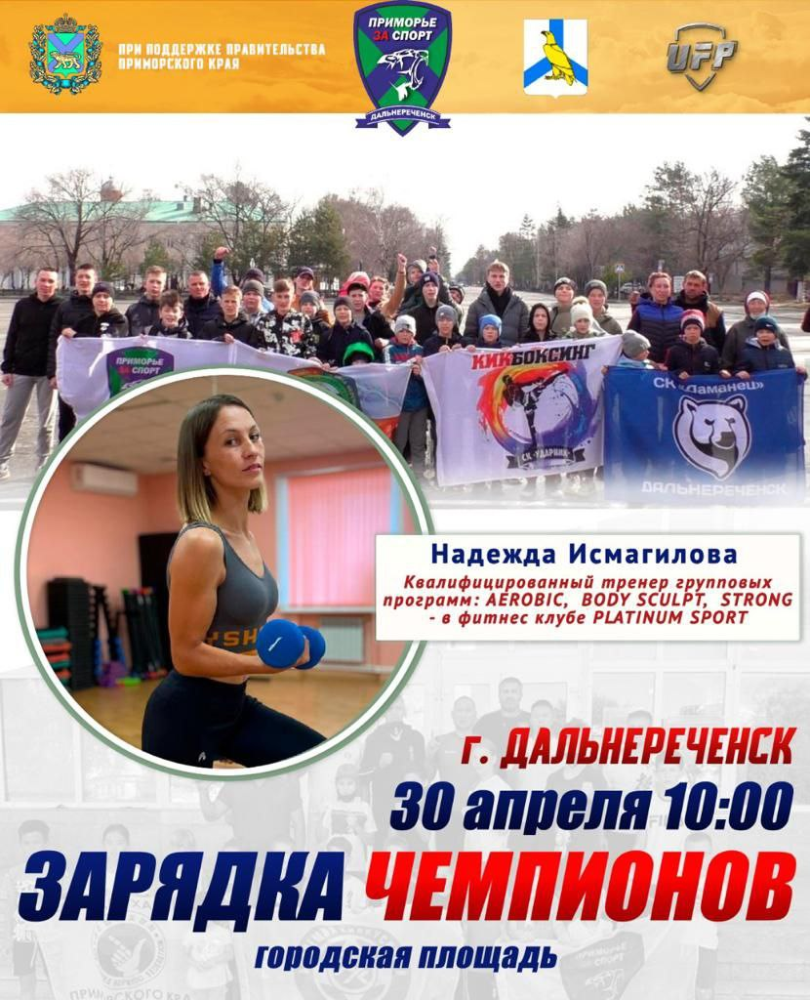 ПРИ ПОДДЕРЖКЕ ПРАВИТЕЛЬСТВА
ПРИМОРСКОГО КРАЯ
ПРИМОРЬЕ
ЗА СПОРТ
ДАЛЬНЕРЕЧЕНСК
UFP
ПРИМОРЬЕ
ЗА СПОРТ
КИКБОКСИНГ
СК «УДАРНИК»
СК «Даманец»
ДАЛЬНЕРЕЧЕНСК
YSH
Надежда Исмагилова
Квалифицированный тренер групповых
программ: AEROBIC, BODY SCULPT, STRONG
- в фитнес клубе PLATINUM SPORT
г. ДАЛЬНЕРЕЧЕНСК
30 апреля 10:00
ЗАРЯДКА ЧЕМПИОНОВ
городская площадь